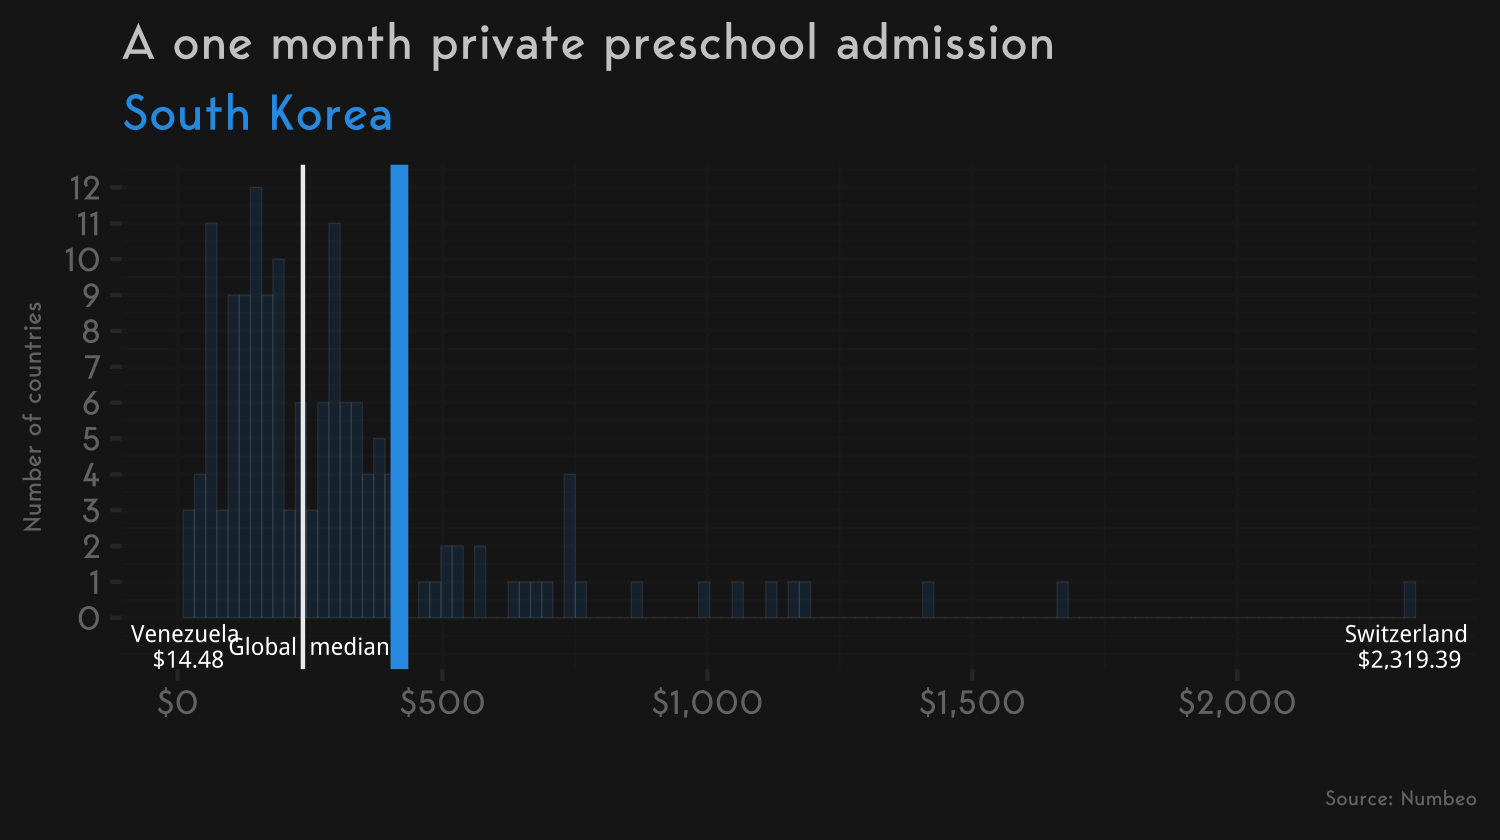 A one month private preschool admission
South Korea
Number of countries
12
11
10
9
8
7
6
5
4
3
2
1
0
Venezuela
$14.48
Global median
Switzerland
$2,319.39
$0 $500 $1,000 $1,500 $2,000
Source: Numbeo